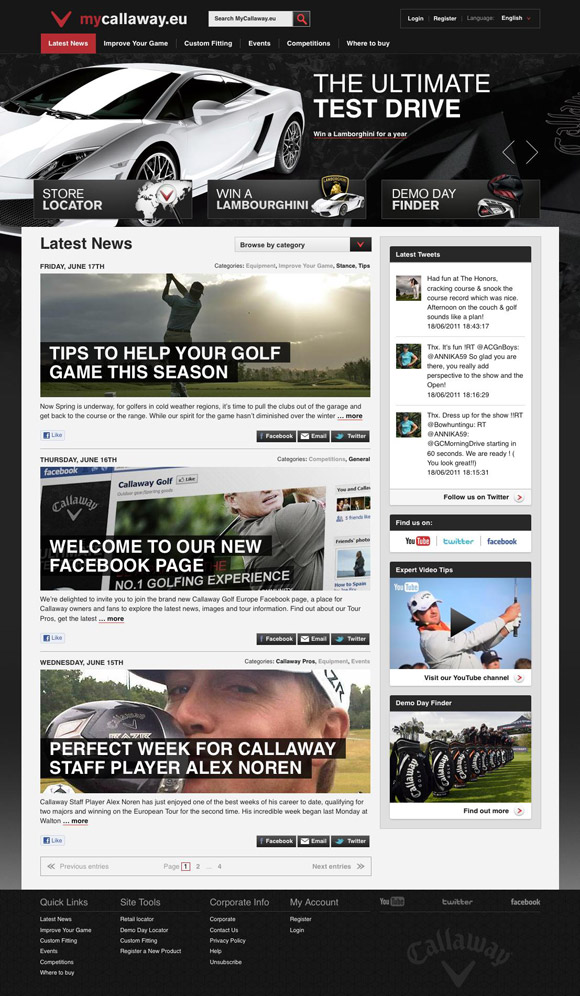 mycallaway.eu
Search MyCallaway.eu
Login Register Language: English
Latest News Improve Your Game Custom Fitting Events Competitions Where to buy
THE ULTIMATE
TEST DRIVE
Win a Lamborghini for a year
STORE
LOCATOR
WIN A
LAMBOURGHINI
DEMO DAY
FINDER
Latest News
Browse by category
FRIDAY, JUNE 17TH
Categories: Equipment, Improve Your Game, Stance, Tips
TIPS TO HELP YOUR GOLF
GAME THIS SEASON
Now Spring is underway, for golfers in cold weather regions, it's time to pull the clubs out of the garage and
get back to the course or the range. While our spirit for the game hasn't diminished over the winter ... more
Like
Facebook Email Twitter
THURSDAY, JUNE 16TH
Categories: Competitions, General
facebook
Callaway Golf Like
Outdoor gear/Sporting goods
Callaway
You and Callaway
3 friends like
Friends' photo
How to Spain
WELCOME TO OUR NEW
FACEBOOK PAGE
NO.1 GOLFING EXPERIENCE
We're delighted to invite you to join the brand new Callaway Golf Europe Facebook page, a place for
Callaway owners and fans to explore the latest news, images and tour information. Find out about our Tour
Pros, get the latest ... more
Like
Facebook Email Twitter
WEDNESDAY, JUNE 15TH
Categories: Callaway Pros, Equipment, Events
Callaway
PERFECT WEEK FOR CALLAWAY
STAFF PLAYER ALEX NOREN
Callaway Staff Player Alex Noren has just enjoyed one of the best weeks of his career to date, qualifying for
two majors and winning on the European Tour for the second time. His incredible week began last Monday at
Walton ... more
Like
Facebook Email Twitter
Previous entries Page 1 2 ... 4 Next entries
Latest Tweets
Had fun at The Honors,
cracking course & snook the
course record which was nice.
Afternoon on the couch & golf
sounds like a plan!
18/06/2011 18:43:17
Thx. It's fun !RT @ACGnBoys:
@ANNIKA59 So glad you are
there, you really add
perspective to the show and the
Open!
18/06/2011 18:16:29
Thx. Dress up for the show !!RT
@Bowhuntingu: RT
@ANNIKA59:
@GCMorningDrive starting in
60 seconds. We are ready ! (
You look great!!)
18/06/2011 18:15:31
Follow us on Twitter
Find us on:
YouTube twitter facebook
Expert Video Tips
YouTube
Visit our YouTube channel
Demo Day Finder
Find out more
Quick Links
Latest News
Improve Your Game
Custom Fitting
Events
Competitions
Where to buy
Site Tools
Retail locator
Demo Day Locator
Custom Fitting
Register a New Product
Corporate Info
Corporate
Contact Us
Privacy Policy
Help
Unsubscribe
My Account
Register
Login
YouTube twitter facebook
Callaway